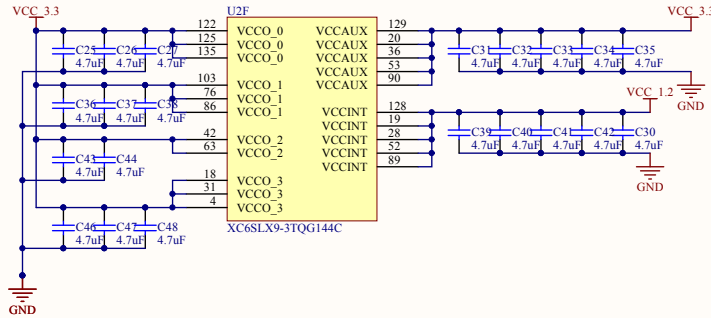 VCC_3.3
U2F
VCC_3.3
122 VCCO_0 VCCAUX 129
125 VCCO_0 VCCAUX 20
135 VCCO_0 VCCAUX 36
VCCAUX 53
VCCAUX 90
C25 C26 C27
4.7uF 4.7uF 4.7uF
C31 C32 C33 C34 C35
4.7uF 4.7uF 4.7uF 4.7uF 4.7uF
GND
103 VCCO_1
76 VCCO_1
86 VCCO_1
C36 C37 C38
4.7uF 4.7uF 4.7uF
VCC_1.2
VCCINT 128
VCCINT 19
VCCINT 28
VCCINT 52
VCCINT 89
42 VCCO_2
63 VCCO_2
C39 C40 C41 C42 C30
4.7uF 4.7uF 4.7uF 4.7uF 4.7uF
C43 C44
4.7uF 4.7uF
GND
18 VCCO_3
31 VCCO_3
4 VCCO_3
C46 C47 C48
4.7uF 4.7uF 4.7uF
XC6SLX9-3TQG144C
GND